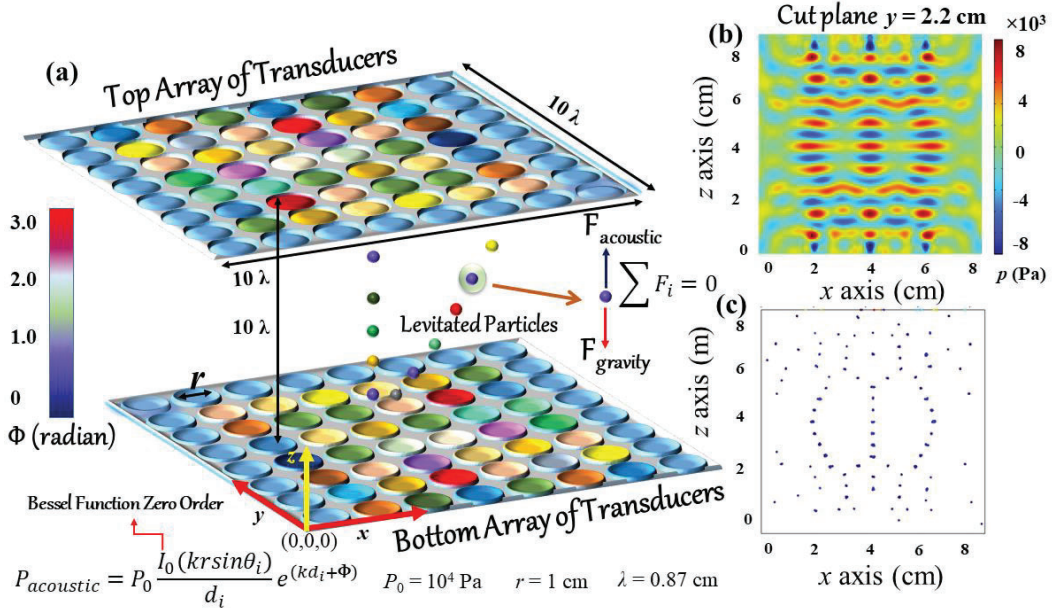 (a)
Top Array of Transducers
10 λ
10 λ
10 λ
3.0
2.0
1.0
0
Φ (radian)
r
Levitated Particles
F acoustic
∑ F_i = 0
F gravity
z
y
x
(0,0,0)
Bottom Array of Transducers
Bessel Function Zero Order
P_acoustic = P_0 I_0(krsinθ_i) / d_i e^(kd_i+Φ)
P_0 = 10^4 Pa
r = 1 cm
λ = 0.87 cm
(b)
Cut plane y = 2.2 cm
×10^3
z axis (cm)
8
6
4
2
0
0 2 4 6 8
x axis (cm)
8
4
0
-4
-8
p (Pa)
(c)
z axis (m)
8
6
4
2
0
0 2 4 6 8
x axis (cm)